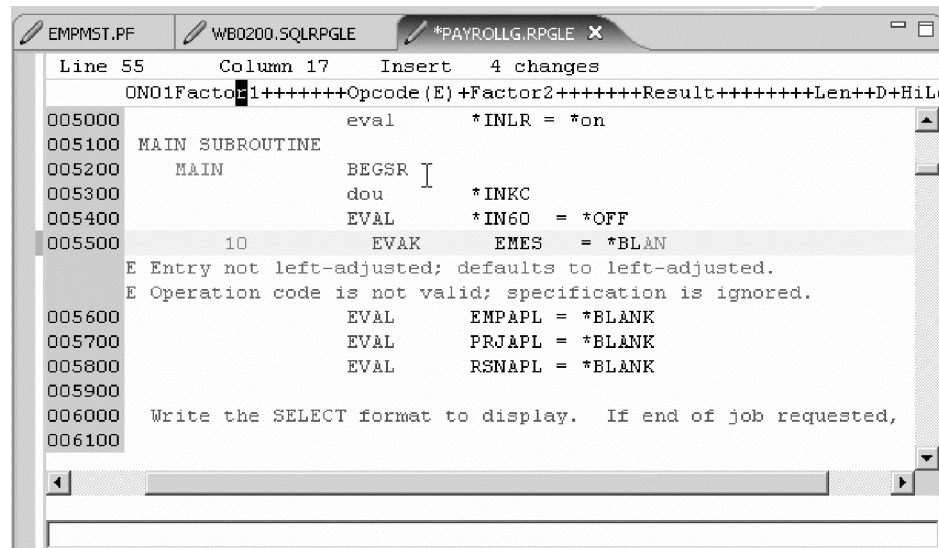 EMPMST.PF WB0200.SQLRPGLE *PAYROLLG.RPGLE X
Line 55 Column 17 Insert 4 changes
0N01Factor1+++++++Opcode(E)+Factor2+++++++Result++++++++Len++D+HiLo
005000 eval *INLR = *on
005100 MAIN SUBROUTINE
005200 MAIN BEGSR
005300 dou *INKC
005400 EVAL *IN60 = *OFF
005500 10 EVAK EMES = *BLAN
E Entry not left-adjusted; defaults to left-adjusted.
E Operation code is not valid; specification is ignored.
005600 EVAL EMPAPL = *BLANK
005700 EVAL PRJAPL = *BLANK
005800 EVAL RSNAPL = *BLANK
005900
006000 Write the SELECT format to display. If end of job requested,
006100